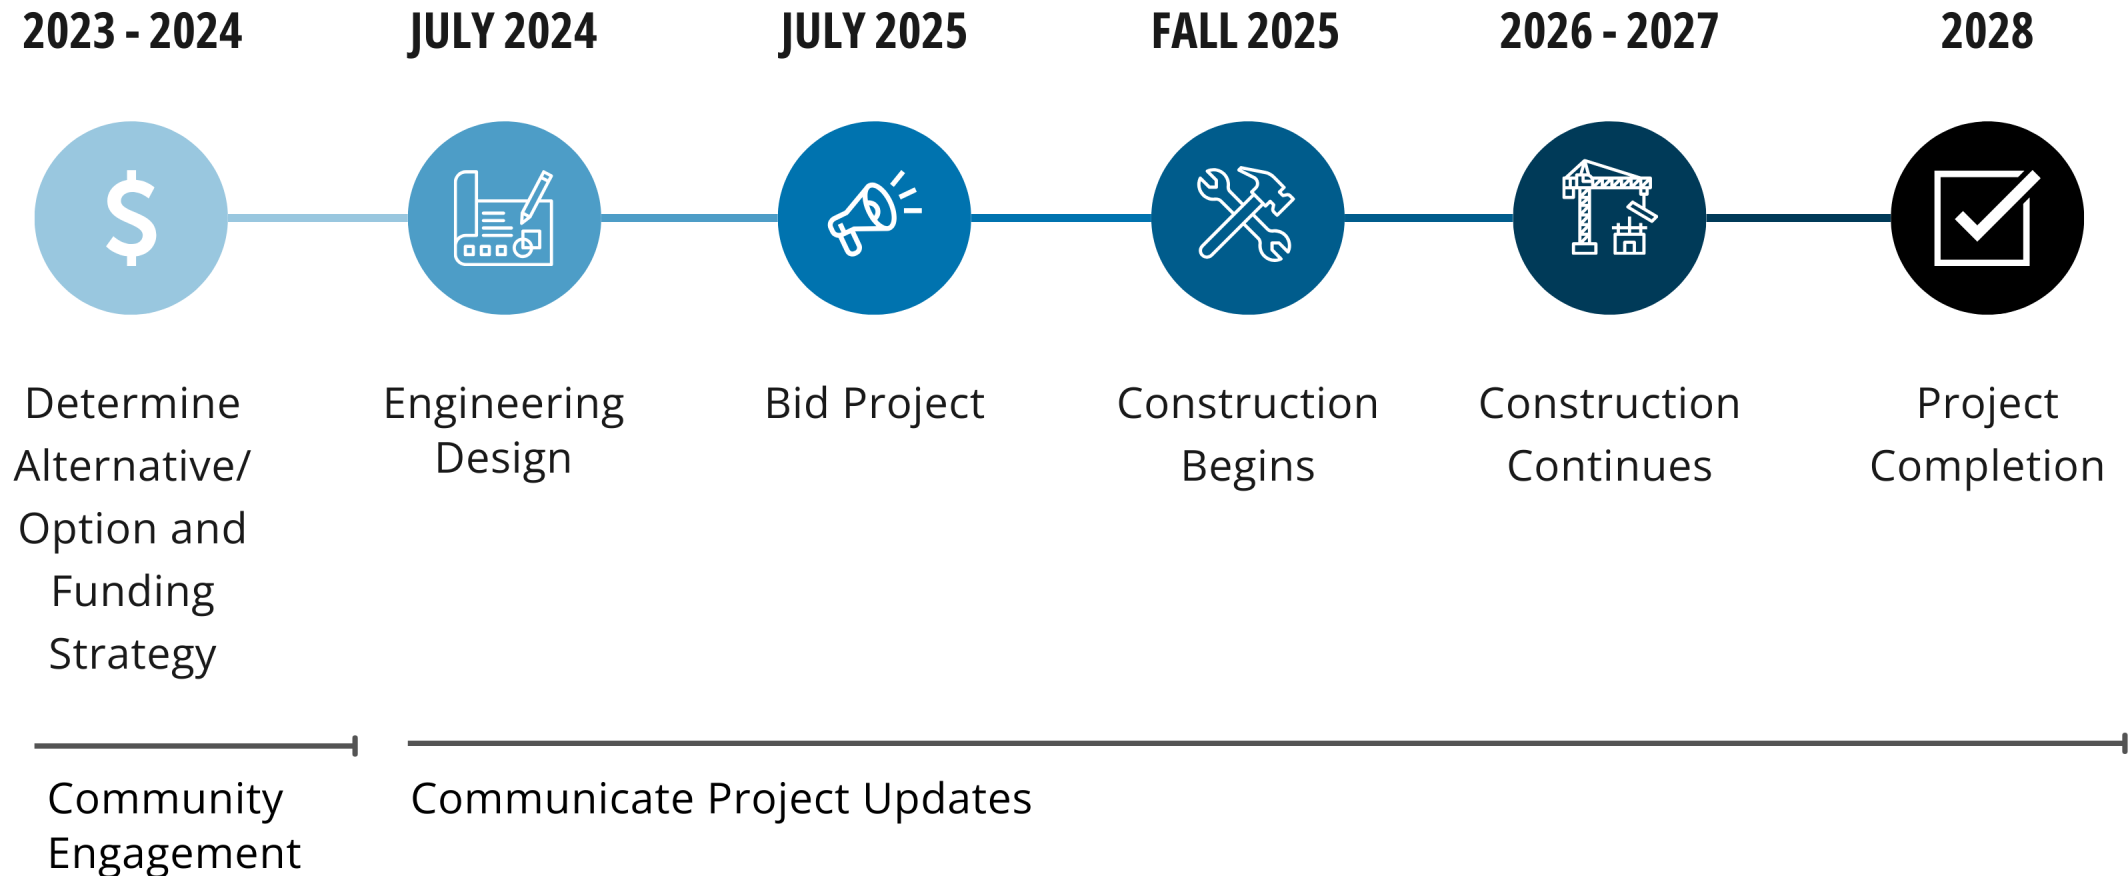 2023 - 2024
JULY 2024
JULY 2025
FALL 2025
2026 - 2027
2028
$
Determine
Alternative/
Option and
Funding
Strategy
Engineering
Design
Bid Project
Construction
Begins
Construction
Continues
Project
Completion
Community
Engagement
Communicate Project Updates